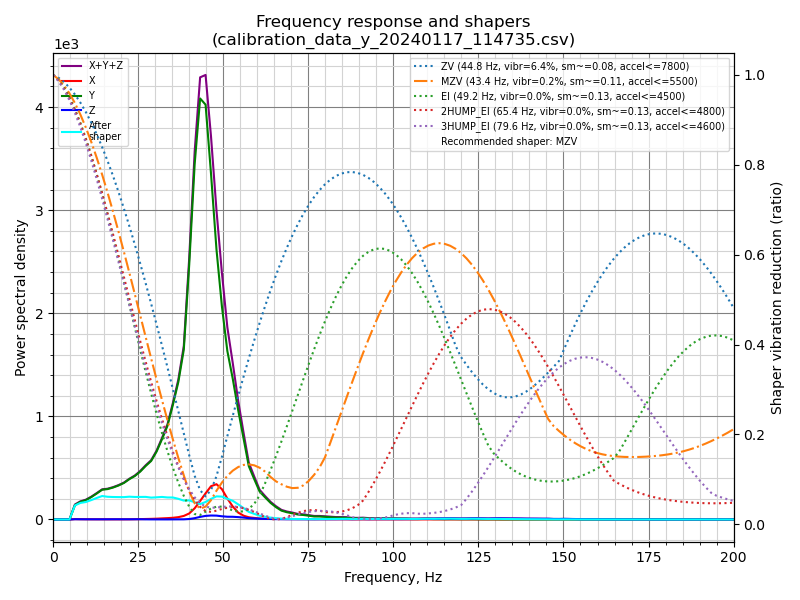 Frequency response and shapers
(calibration_data_y_20240117_114735.csv)
1e3
X+Y+Z
X
Y
Z
After
shaper
ZV (44.8 Hz, vibr=6.4%, sm~=0.08, accel<=7800)
MZV (43.4 Hz, vibr=0.2%, sm~=0.11, accel<=5500)
EI (49.2 Hz, vibr=0.0%, sm~=0.13, accel<=4500)
2HUMP_EI (65.4 Hz, vibr=0.0%, sm~=0.13, accel<=4800)
3HUMP_EI (79.6 Hz, vibr=0.0%, sm~=0.13, accel<=4600)
Recommended shaper: MZV
4
3
2
1
0
Power spectral density
1.0
0.8
0.6
0.4
0.2
0.0
Shaper vibration reduction (ratio)
0 25 50 75 100 125 150 175 200
Frequency, Hz